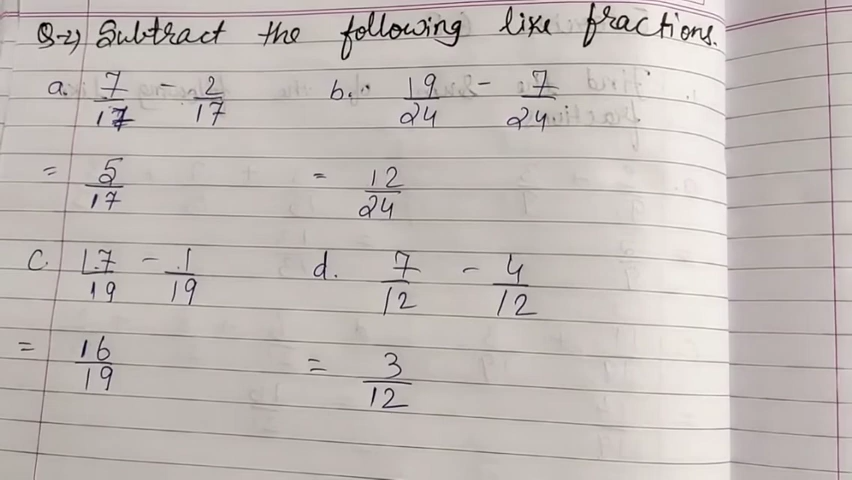 Q-2) Subtract the following like fractions.
a. 7/17 - 2/17 b. 19/24 - 7/24
= 5/17 = 12/24
c. 17/19 - 1/19 d. 7/12 - 4/12
= 16/19 = 3/12